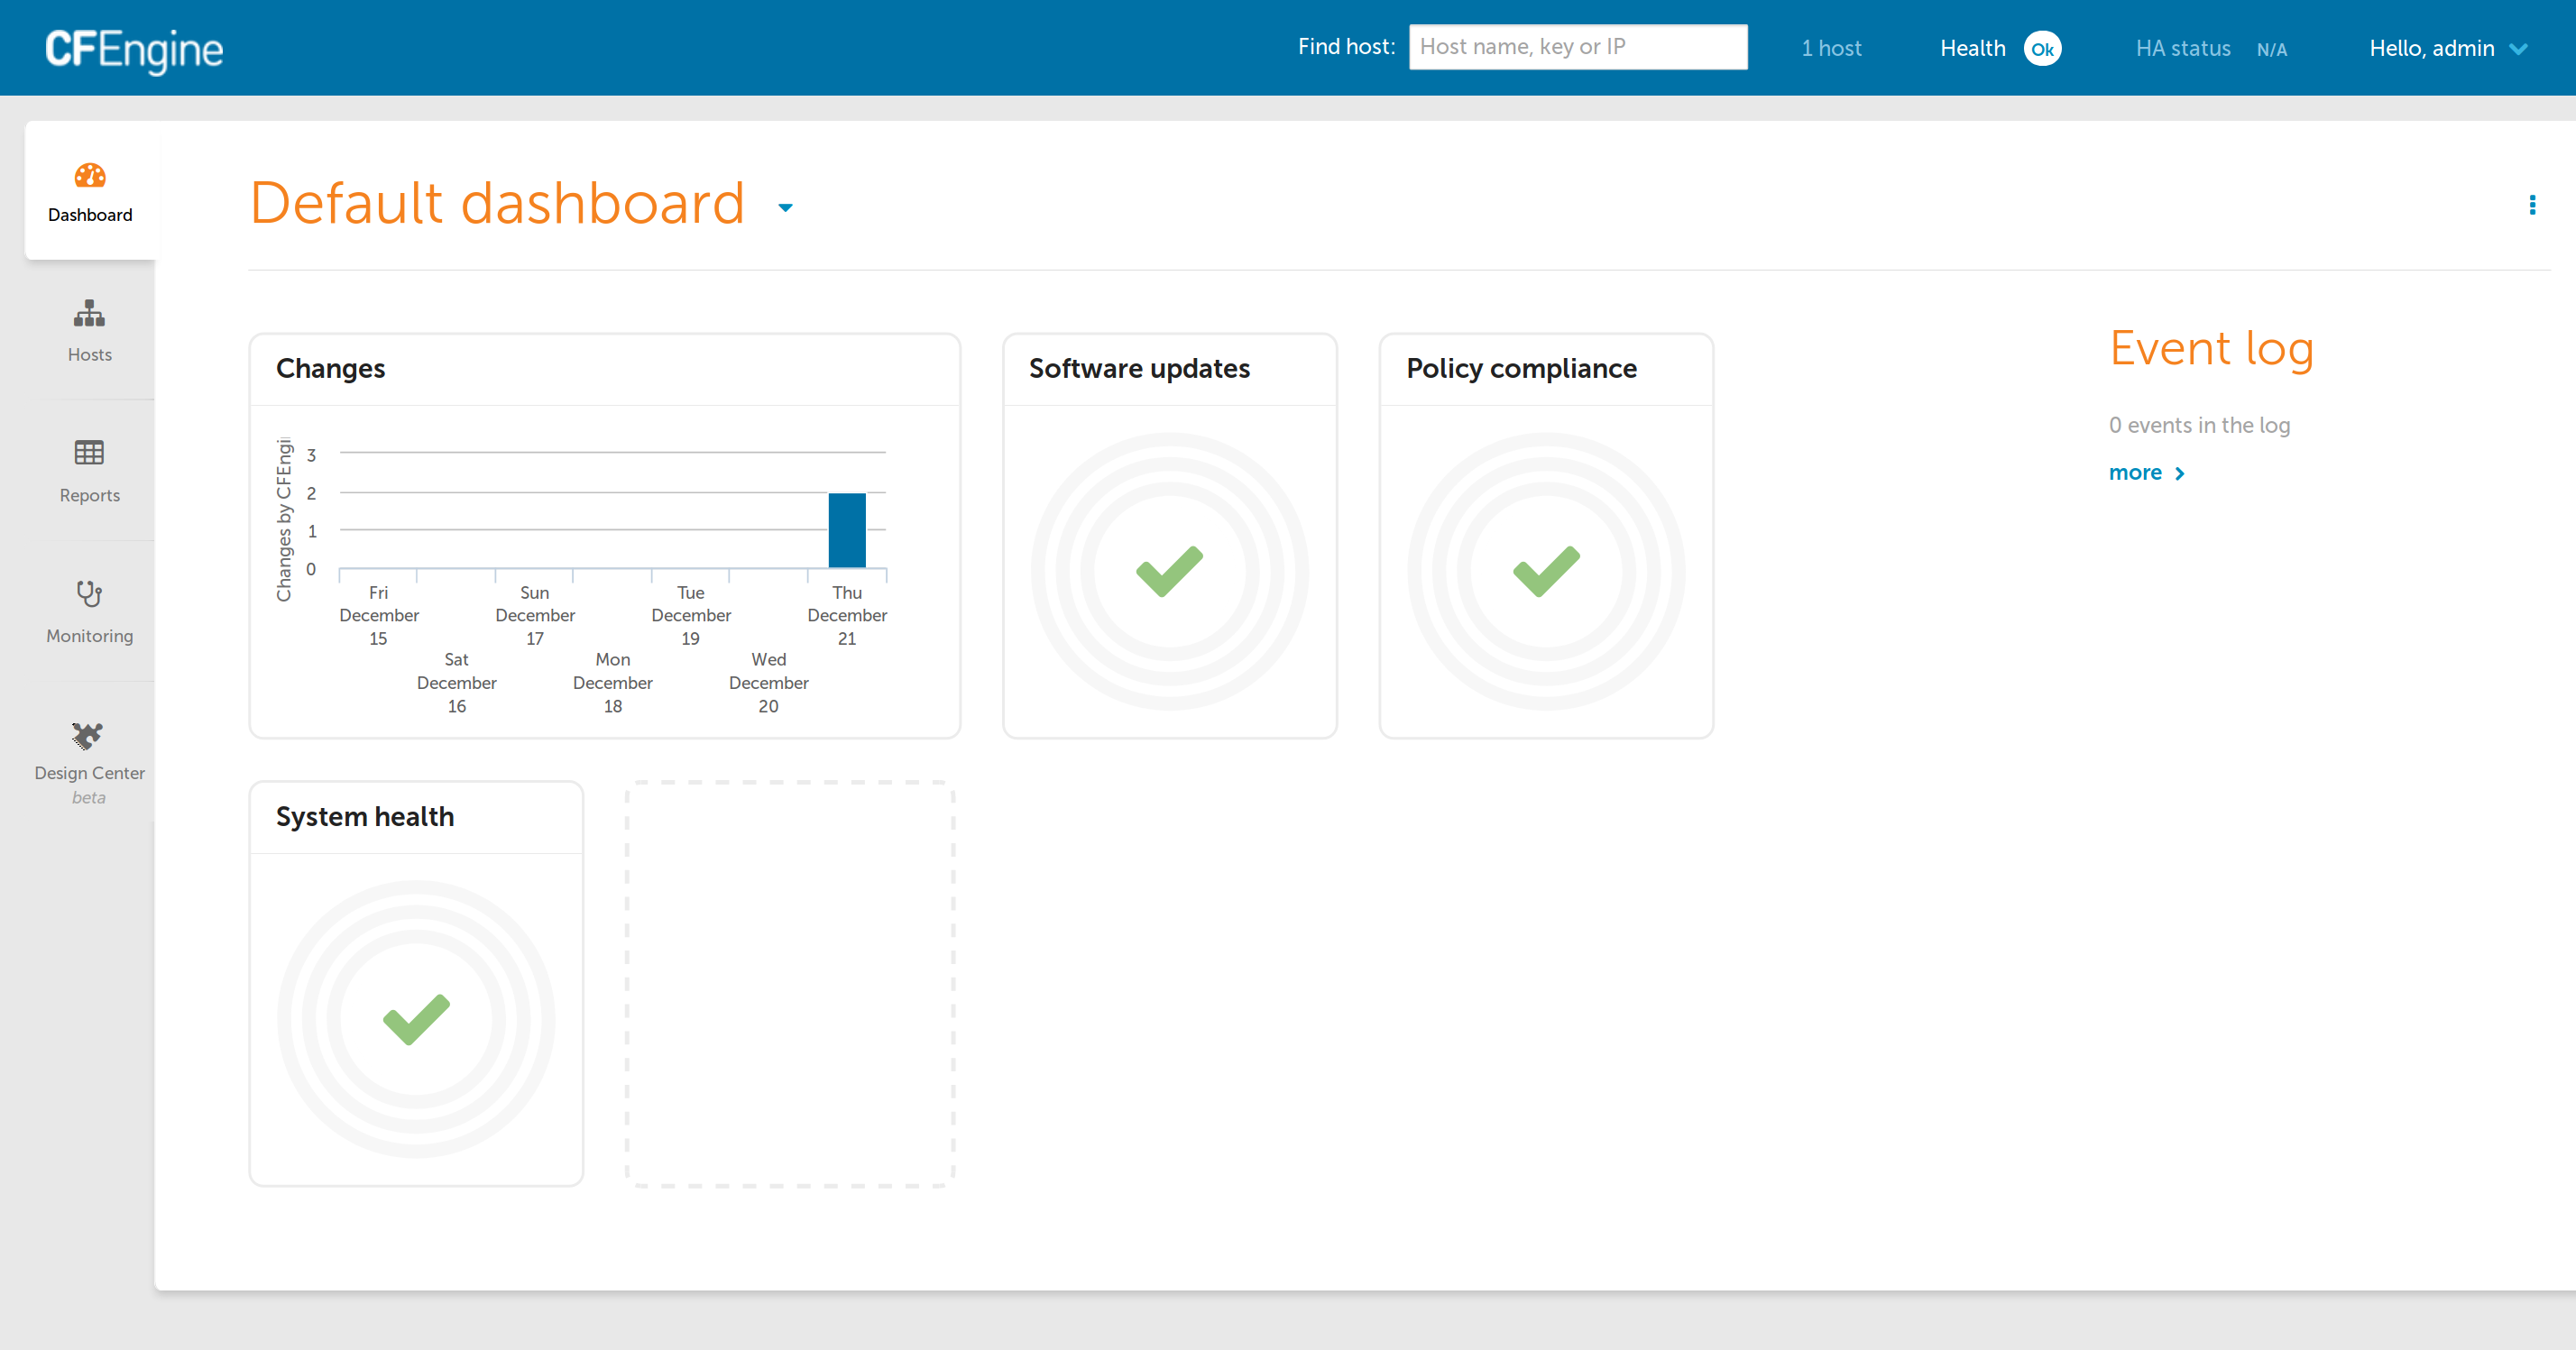 CFEngine
Find host: Host name, key or IP
1 host
Health Ok
HA status N/A
Hello, admin
Dashboard
Hosts
Reports
Monitoring
Design Center
beta
Default dashboard
Changes
Changes by CFEngi
3
2
1
0
Fri
December
15
Sat
December
16
Sun
December
17
Mon
December
18
Tue
December
19
Wed
December
20
Thu
December
21
Software updates
Policy compliance
System health
Event log
0 events in the log
more